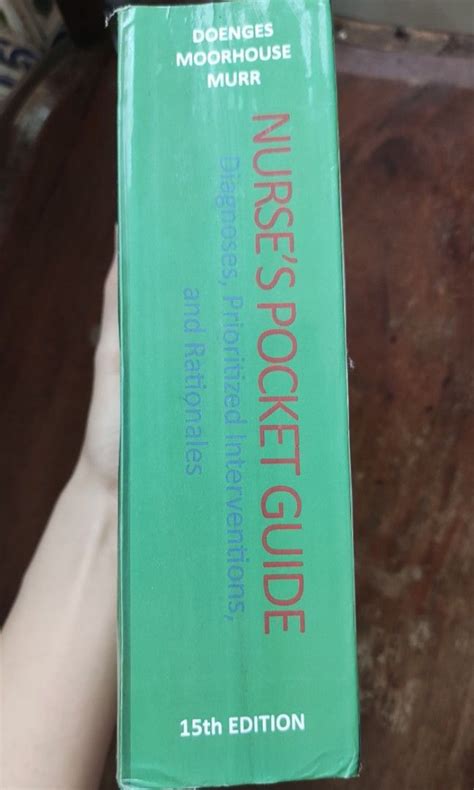 DOENGES
MOORHOUSE
MURR
NURSE'S POCKET GUIDE
Diagnoses, Prioritized Interventions,
and Rationales
15th EDITION